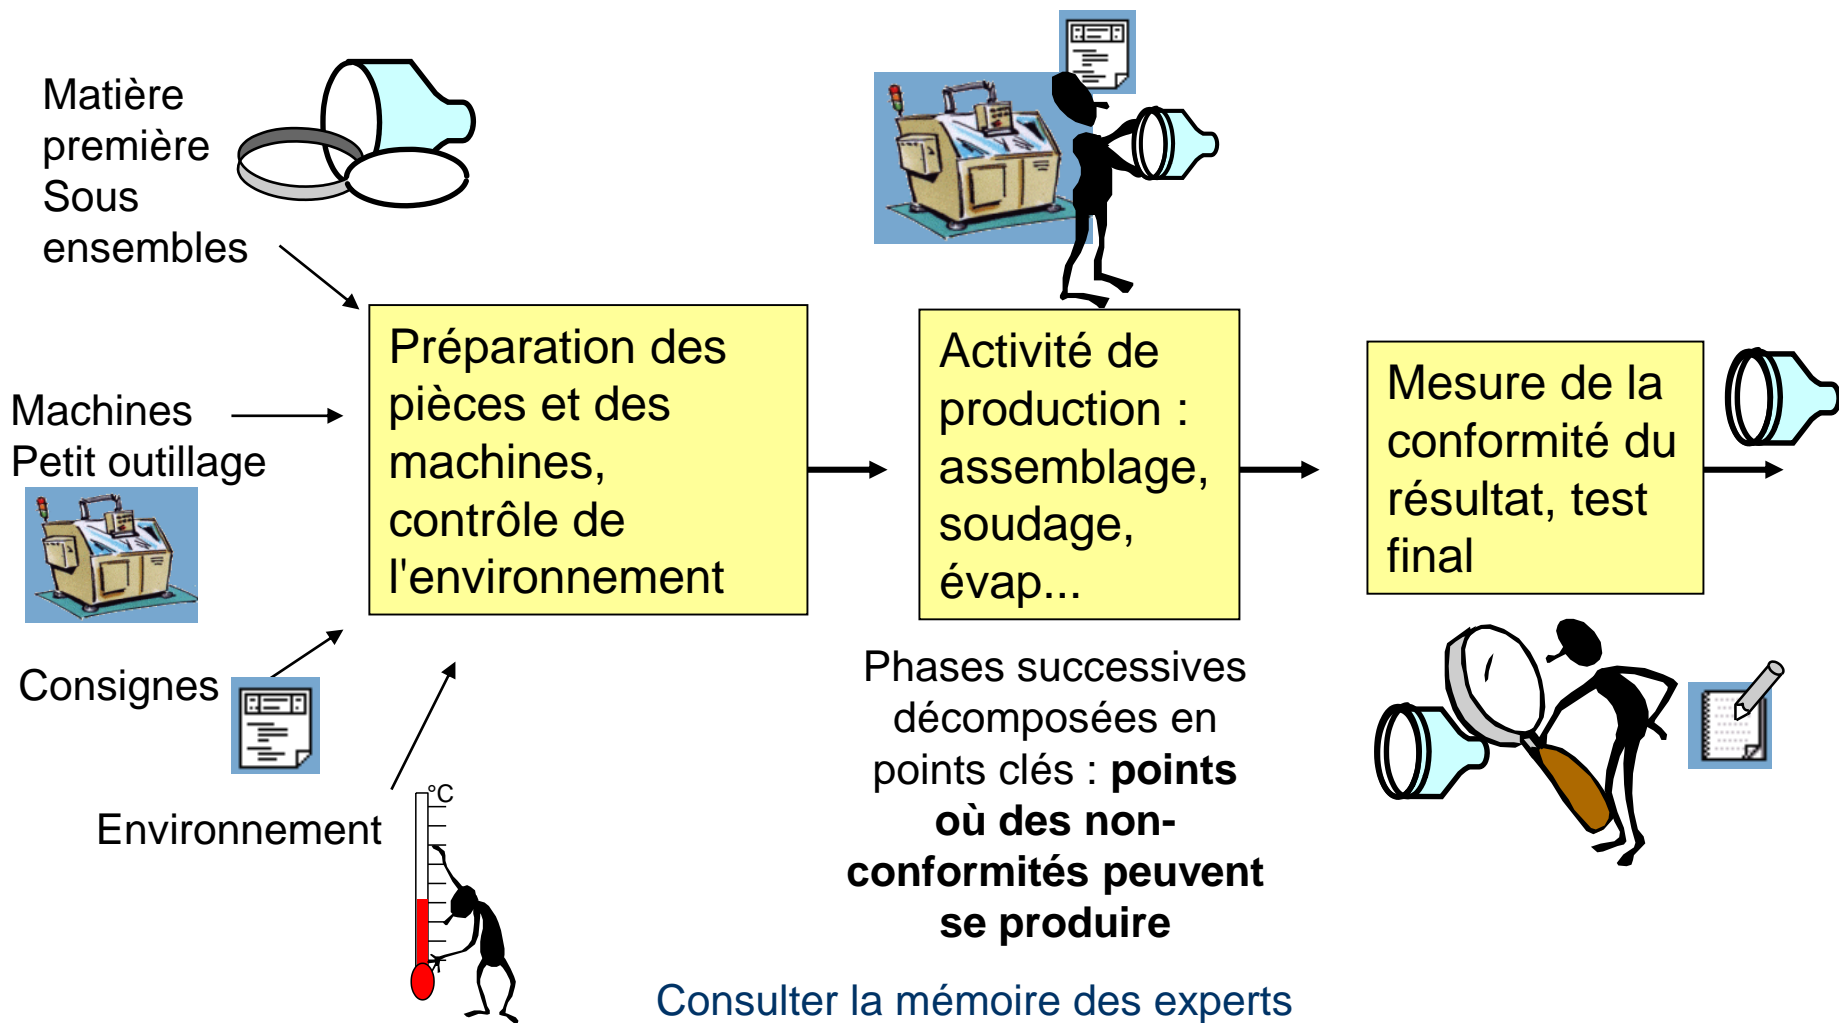 Matière
première
Sous
ensembles
Machines
Petit outillage
Consignes
Environnement
°C
Préparation des
pièces et des
machines,
contrôle de
l'environnement
Activité de
production :
assemblage,
soudage,
évap...
Phases successives
décomposées en
points clés : points
où des non-
conformités peuvent
se produire
Mesure de la
conformité du
résultat, test
final
Consulter la mémoire des experts